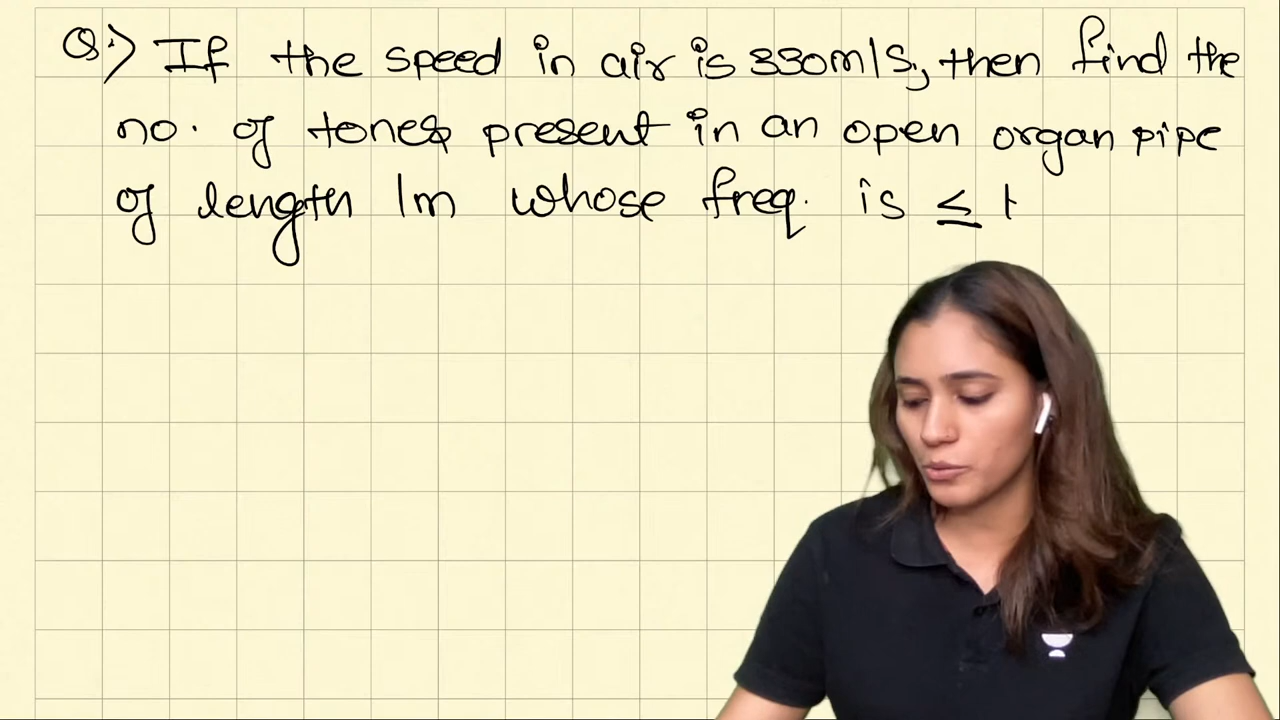 Q.) If the speed in air is 330m/s, then find the
no. of tones present in an open organ pipe
of length 1m whose freq. is ≤ 1